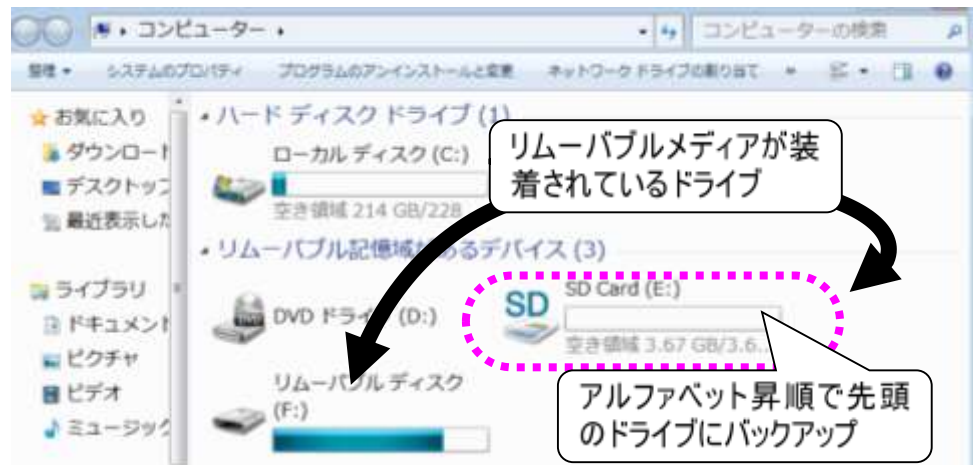 コンピューター
コンピューターの検索
整理
システムのプロパティ
プログラムのアンインストールと変更
ネットワーク ドライブの割り当て
»
お気に入り
ダウンロード
デスクトップ
最近表示した
ライブラリ
ドキュメント
ピクチャ
ビデオ
ミュージック
ハード ディスク ドライブ (1)
ローカル ディスク (C:)
空き領域 214 GB/228
リムーバブルメディアが装
着されているドライブ
リムーバブル記憶域があるデバイス (3)
DVD ドライブ (D:)
SD
SD Card (E:)
空き領域 3.67 GB/3.6...
リムーバブル ディスク
(F:)
アルファベット昇順で先頭
のドライブにバックアップ